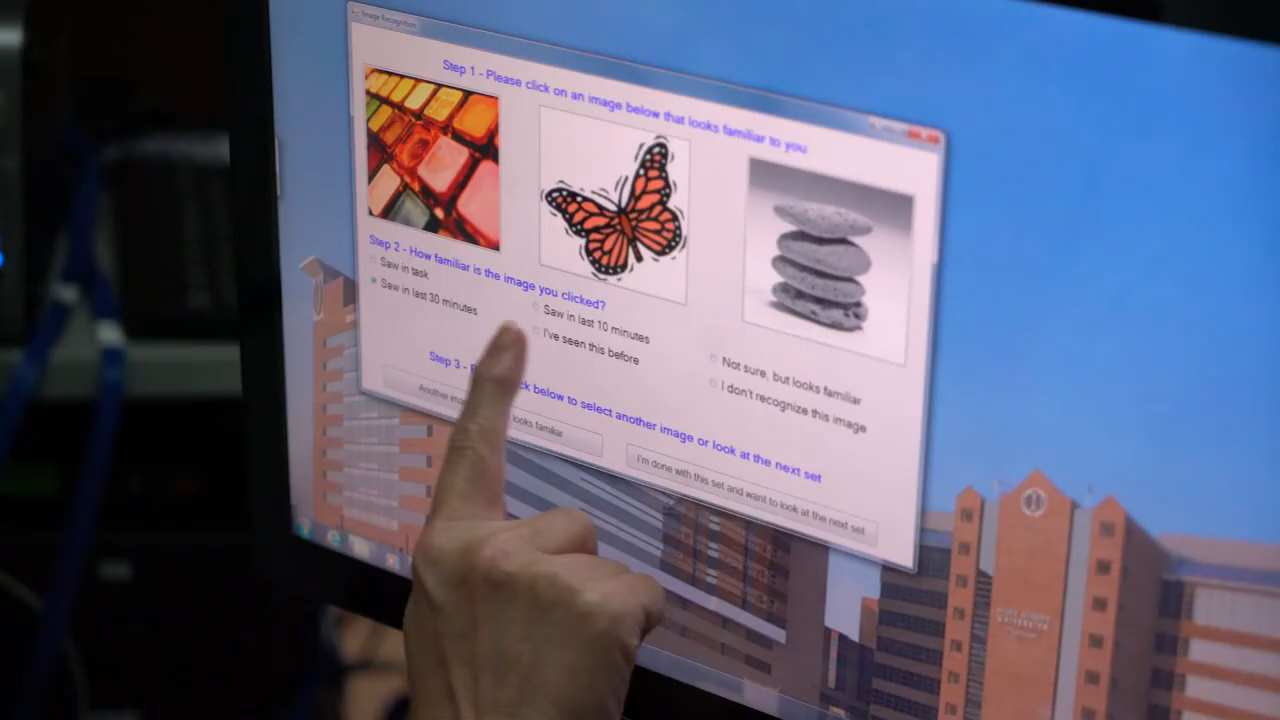 Image Recognition
Step 1 - Please click on an image below that looks familiar to you
Step 2 - How familiar is the image you clicked?
Saw in task
Saw in last 30 minutes
Saw in last 10 minutes
I've seen this before
Not sure, but looks familiar
I don't recognize this image
Step 3 - below to select another image or look at the next set
Another looks familiar
I'm done with this set and want to look at the next set
UNIVERSITY